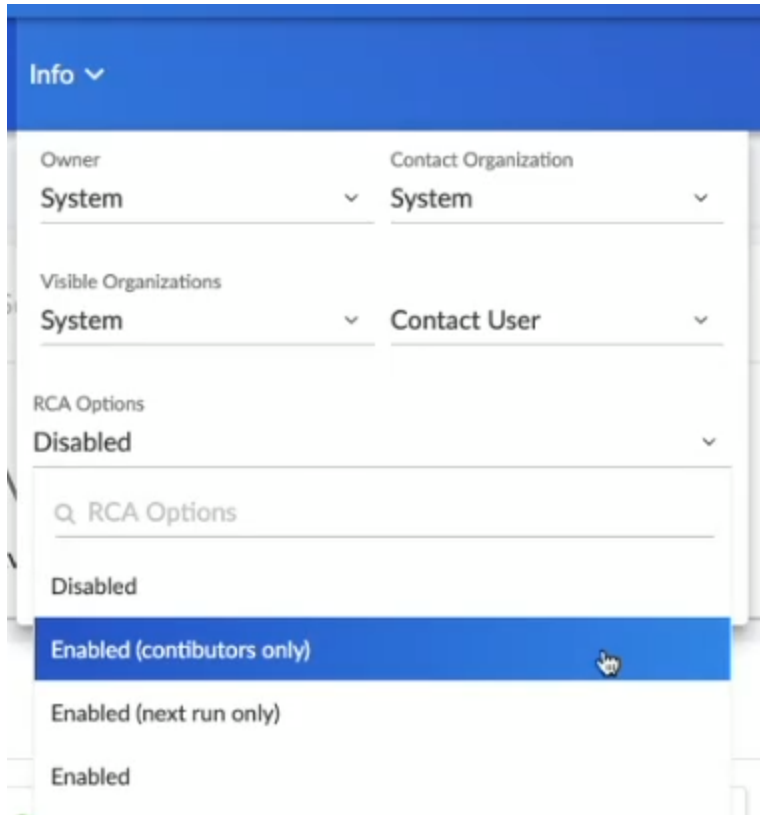 Info
Owner
Contact Organization
System
System
Visible Organizations
System
Contact User
RCA Options
Disabled
RCA Options
Disabled
Enabled (contibutors only)
Enabled (next run only)
Enabled